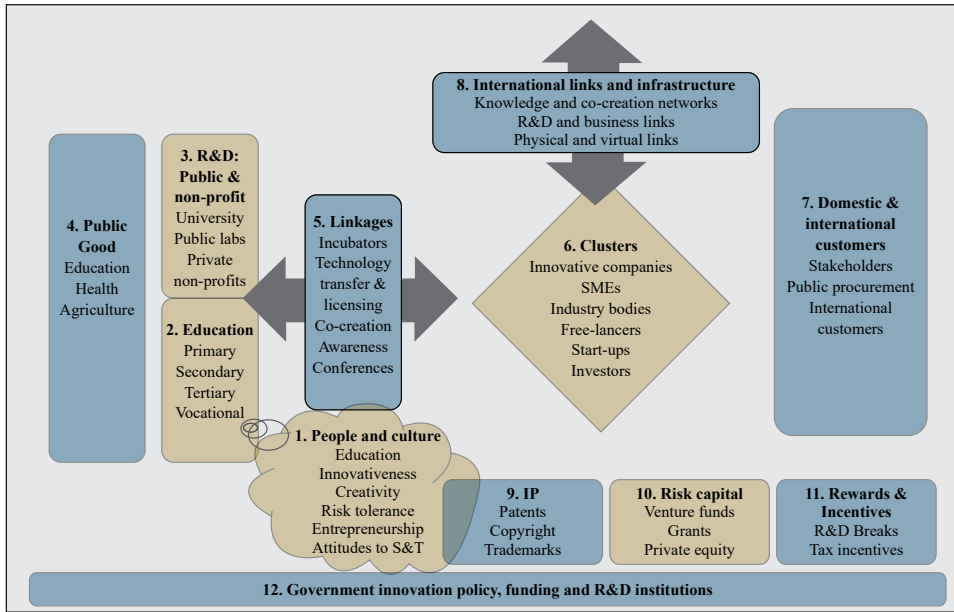 8. International links and infrastructure
Knowledge and co-creation networks
R&D and business links
Physical and virtual links
4. Public
Good
Education
Health
Agriculture
3. R&D:
Public &
non-profit
University
Public labs
Private
non-profits
2. Education
Primary
Secondary
Tertiary
Vocational
5. Linkages
Incubators
Technology
transfer &
licensing
Co-creation
Awareness
Conferences
6. Clusters
Innovative companies
SMEs
Industry bodies
Free-lancers
Start-ups
Investors
7. Domestic &
international
customers
Stakeholders
Public procurement
International
customers
1. People and culture
Education
Innovativeness
Creativity
Risk tolerance
Entrepreneurship
Attitudes to S&T
9. IP
Patents
Copyright
Trademarks
10. Risk capital
Venture funds
Grants
Private equity
11. Rewards &
Incentives
R&D Breaks
Tax incentives
12. Government innovation policy, funding and R&D institutions